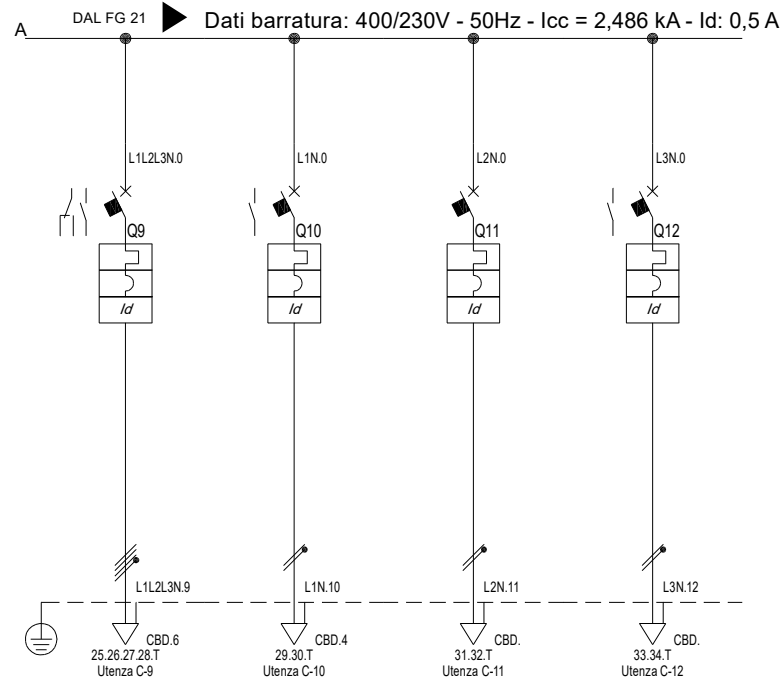 A
DAL FG 21
Dati barratura: 400/230V - 50Hz - Icc = 2,486 kA - Id: 0,5 A
L1L2L3N.0
L1N.0
L2N.0
L3N.0
Q9
Q10
Q11
Q12
Id
Id
Id
Id
L1L2L3N.9
L1N.10
L2N.11
L3N.12
CBD.6
CBD.4
CBD.
CBD.
25.26.27.28.T
29.30.T
31.32.T
33.34.T
Utenza C-9
Utenza C-10
Utenza C-11
Utenza C-12